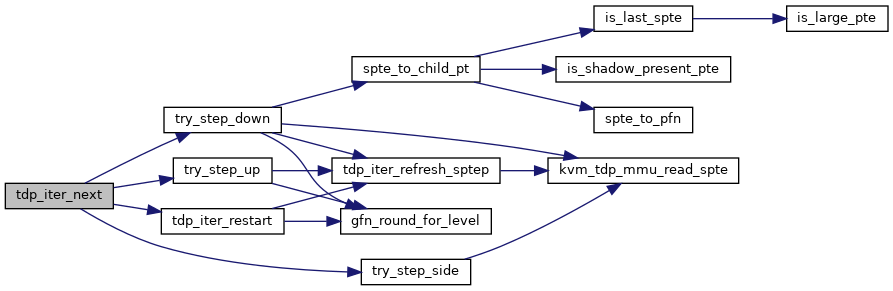 tdp_iter_next
try_step_down
try_step_up
tdp_iter_restart
try_step_side
spte_to_child_pt
tdp_iter_refresh_sptep
gfn_round_for_level
is_last_spte
is_shadow_present_pte
spte_to_pfn
kvm_tdp_mmu_read_spte
is_large_pte